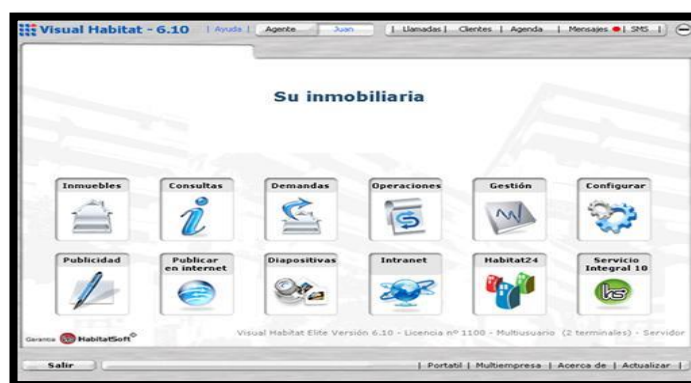 Visual Habitat - 6.10 | Ayuda | Agente Juan | Llamadas | Clientes | Agenda | Mensajes | SMS |
Su inmobiliaria
Inmuebles Consultas Demandas Operaciones Gestión Configurar
Publicidad Publicar en internet Diapositivas Intranet Habitat24 Servicio Integral 10
Visual Habitat Elite Versión 6.10 - Licencia nº 1100 - Multiusuario (2 terminales) - Servidor
Garantía HabitatSoft
Salir | Portatil | Multiempresa | Acerca de | Actualizar |